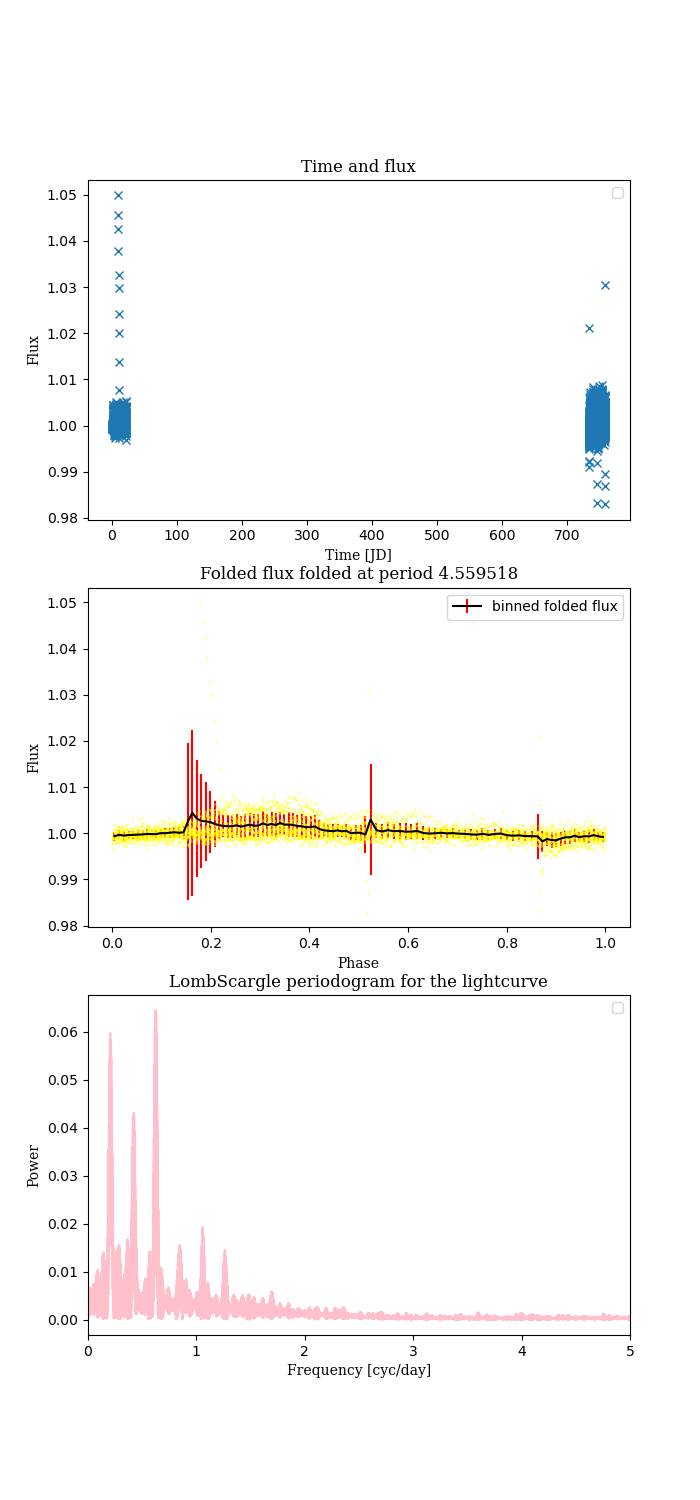 Time and flux
1.05
1.04
1.03
1.02
1.01
1.00
0.99
0.98
Flux
0 100 200 300 400 500 600 700
Time [JD]
Folded flux folded at period 4.559518
binned folded flux
1.05
1.04
1.03
1.02
1.01
1.00
0.99
0.98
Flux
0.0 0.2 0.4 0.6 0.8 1.0
Phase
LombScargle periodogram for the lightcurve
0.06
0.05
0.04
0.03
0.02
0.01
0.00
Power
0 1 2 3 4 5
Frequency [cyc/day]